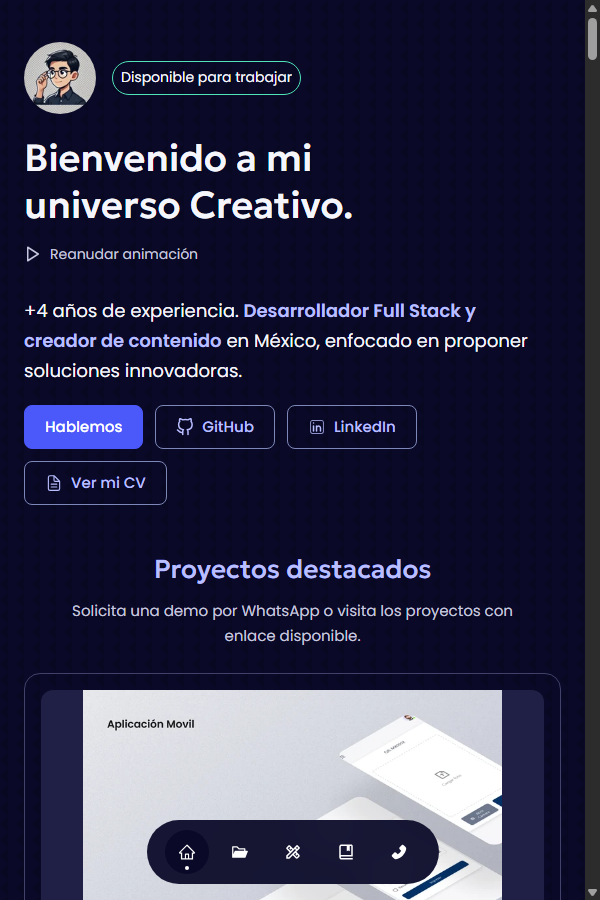 Disponible para trabajar
Bienvenido a mi
universo Creativo.
Reanudar animación
+4 años de experiencia. Desarrollador Full Stack y
creador de contenido en México, enfocado en proponer
soluciones innovadoras.
Hablemos
GitHub
LinkedIn
Ver mi CV
Proyectos destacados
Solicita una demo por WhatsApp o visita los proyectos con
enlace disponible.
Aplicación Movil